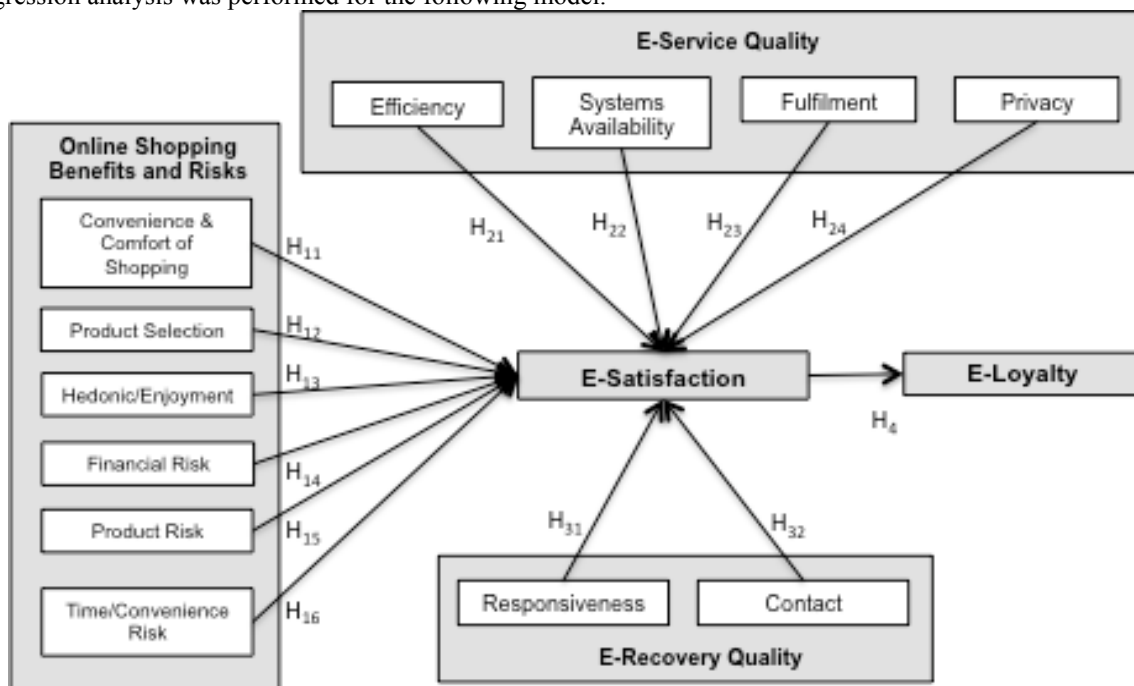 gression analysis was performed for the following model.
E-Service Quality
Efficiency
Systems
Availability
Fulfilment
Privacy
Online Shopping
Benefits and Risks
Convenience &
Comfort of
Shopping
Product Selection
Hedonic/Enjoyment
Financial Risk
Product Risk
Time/Convenience
Risk
H11
H12
H13
H14
H15
H16
H21
H22
H23
H24
E-Satisfaction
E-Loyalty
H4
H31
H32
Responsiveness
Contact
E-Recovery Quality